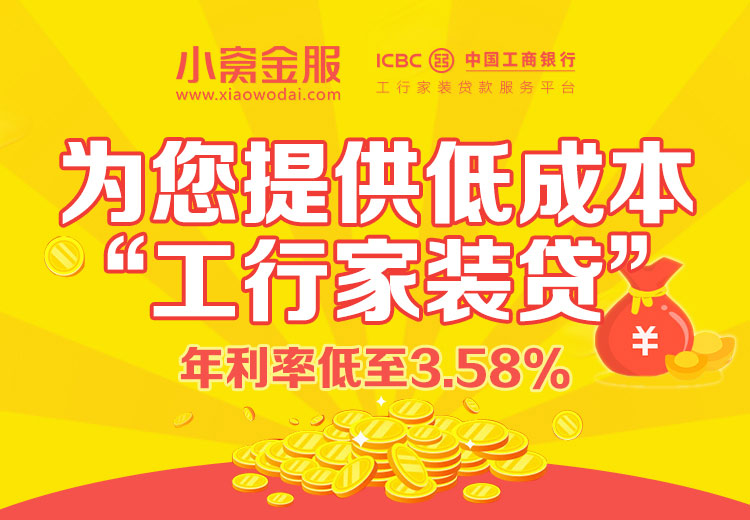 小窝金服
www.xiaowodai.com
ICBC 中国工商银行
工行家装贷款服务平台
为您提供低成本
“工行家装贷”
年利率低至3.58%
¥